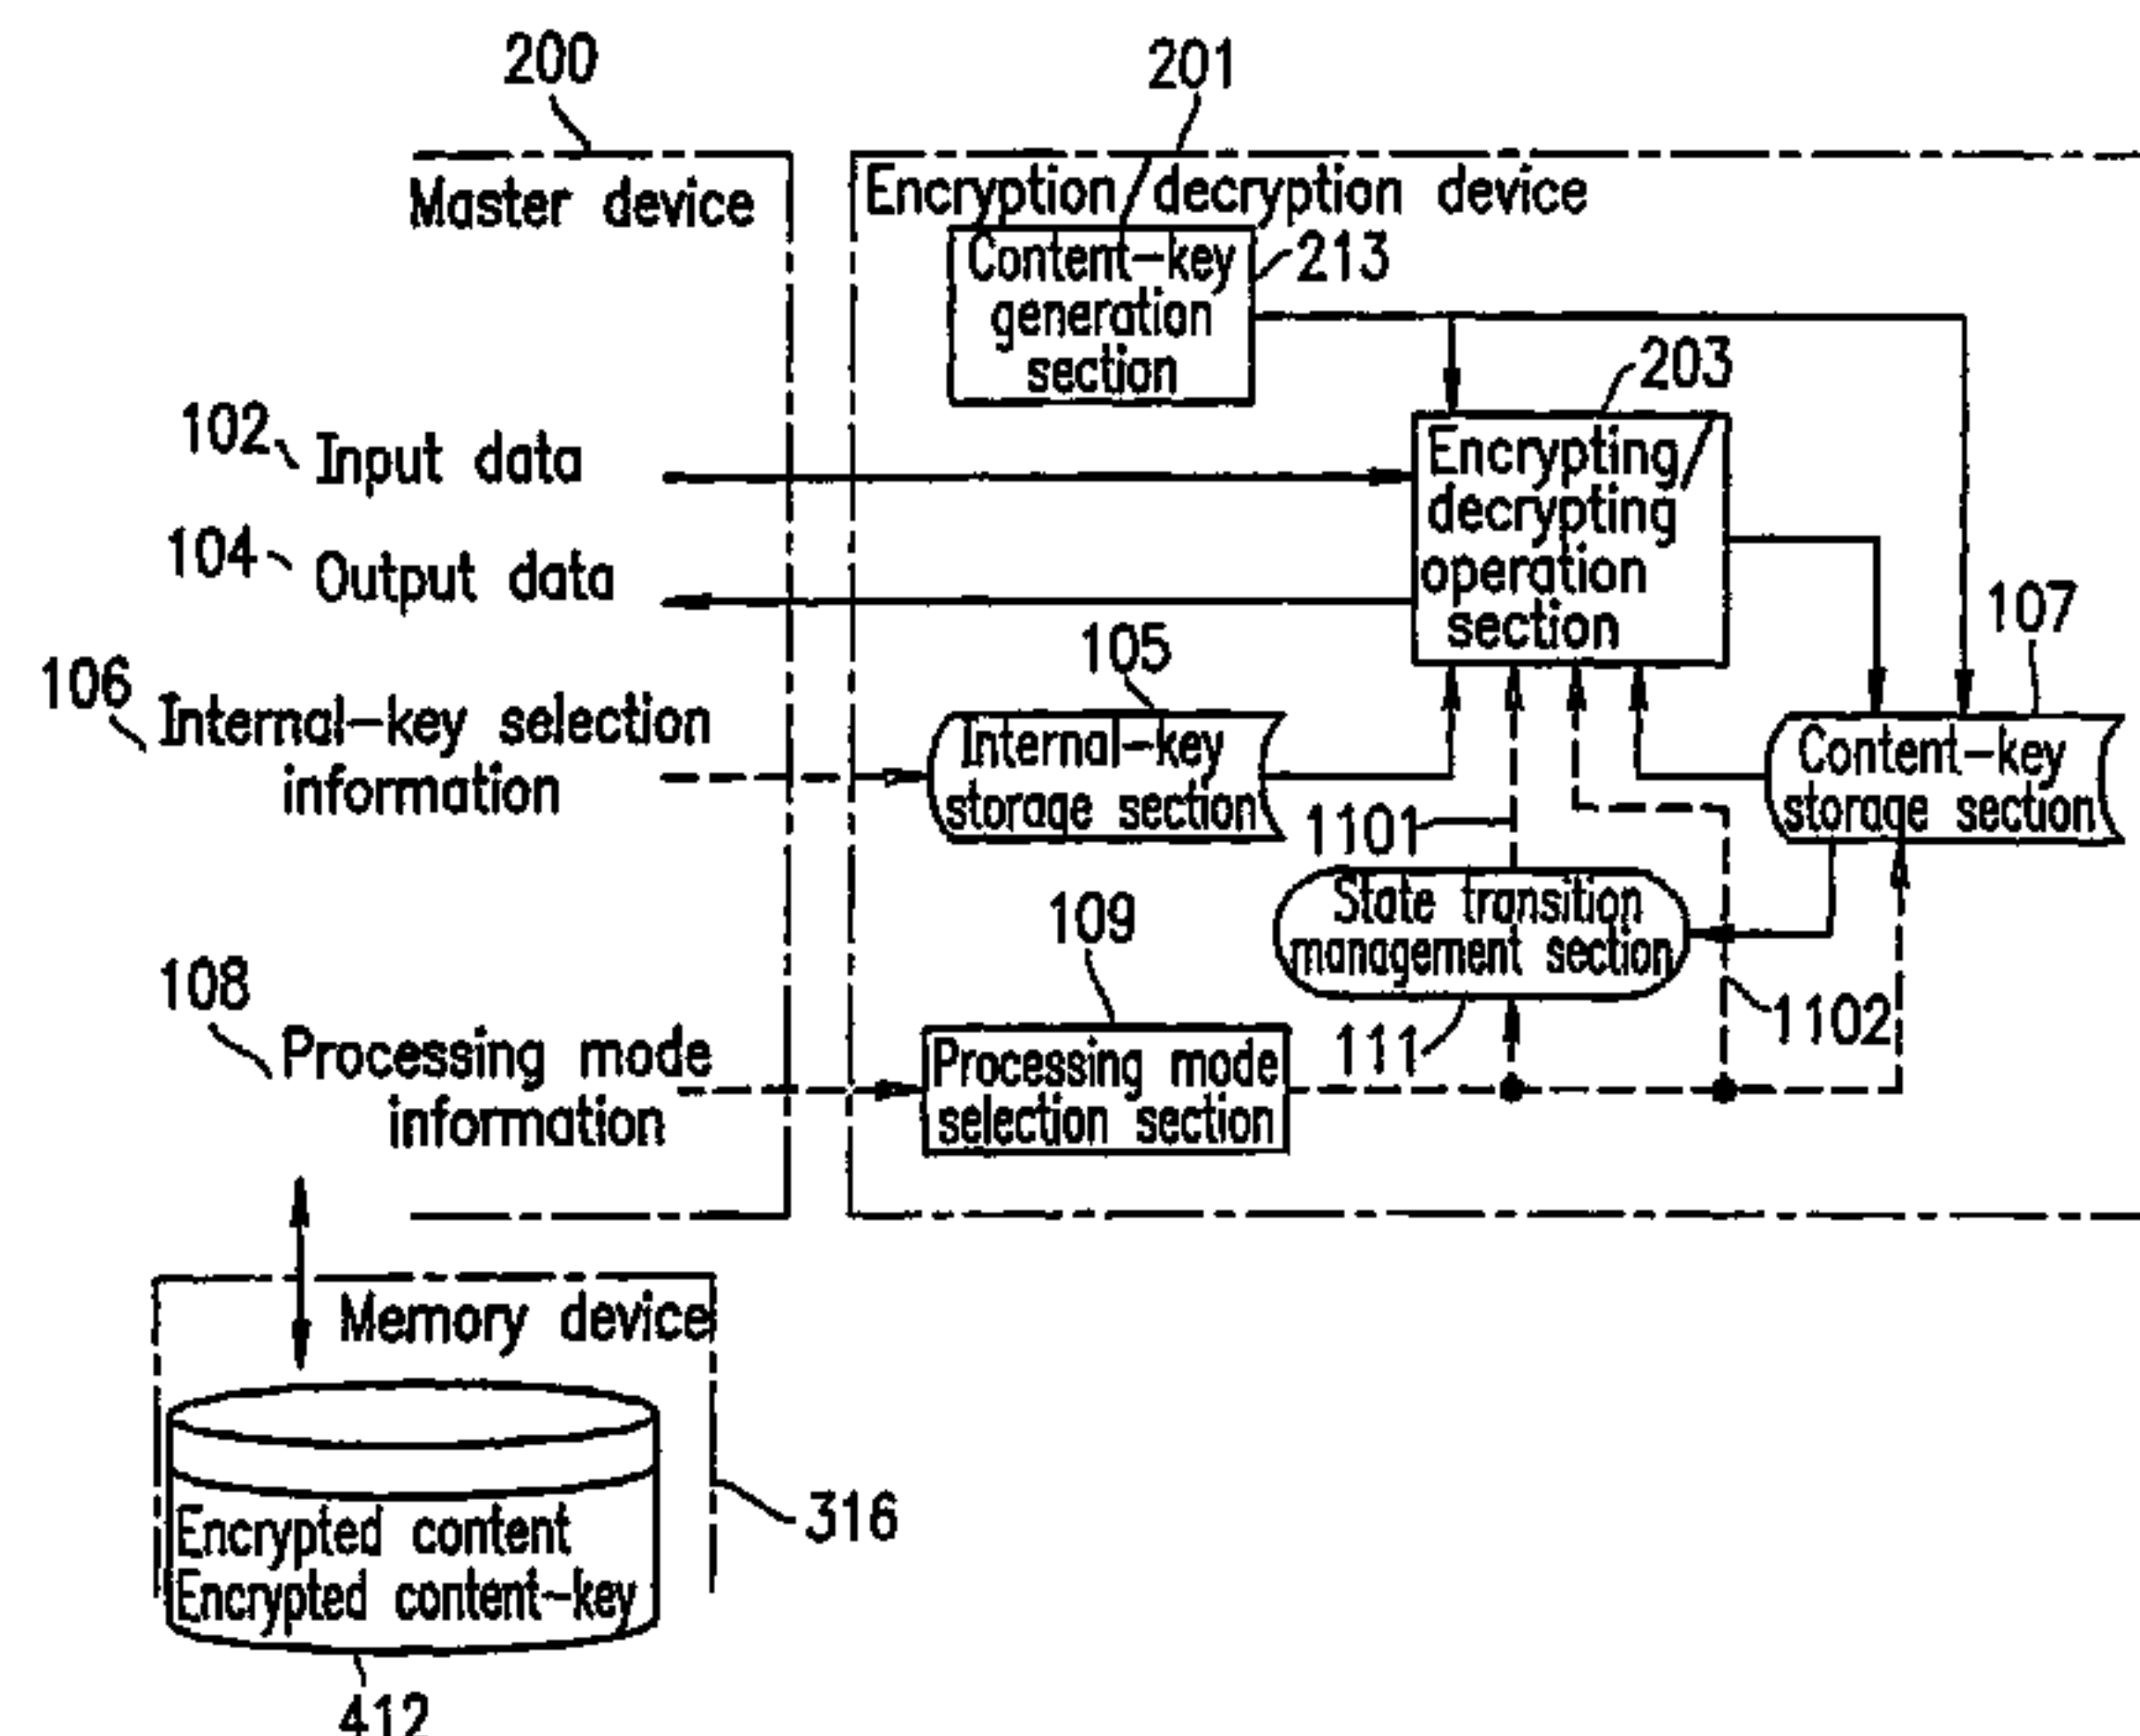 200
201
Master device
Encryption/decryption device
Content-key
generation
section
213
203
102
Input data
Encrypting/
decrypting
operation
section
104
Output data
107
105
106
Internal-key selection
information
Internal-key
storage section
Content-key
storage section
1101
State transition
management section
109
108
1102
111
Processing mode
information
Processing mode
selection section
Memory device
316
Encrypted content
Encrypted content-key
412